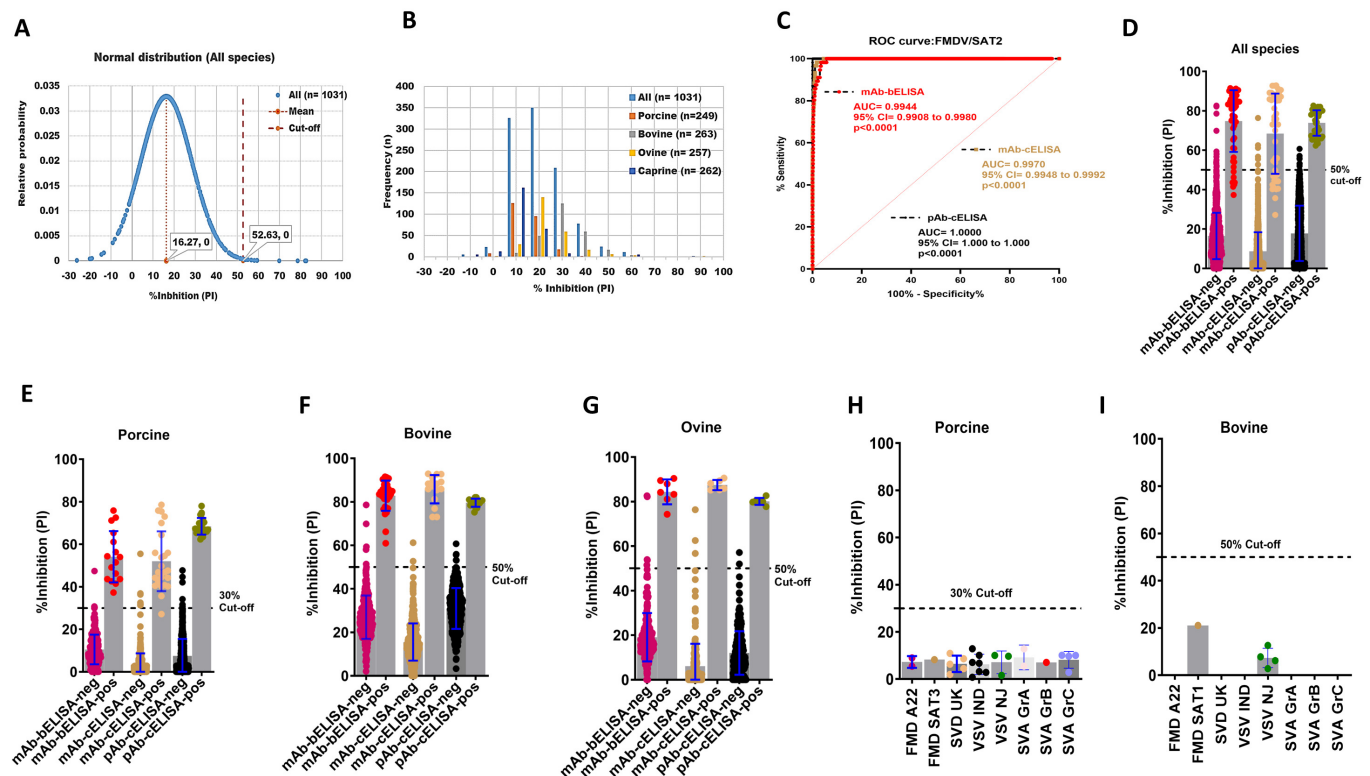 A
Normal distribution (All species)
Relative probability
0.035
0.03
0.025
0.02
0.015
0.01
0.005
0
All (n= 1031)
Mean
Cut-off
16.27, 0
52.63, 0
-30 -20 -10 0 10 20 30 40 50 60 70 80 90 100
%Inbhition (PI)
B
Frequency (n)
400
350
300
250
200
150
100
50
0
All (n= 1031)
Porcine (n=249)
Bovine (n= 263)
Ovine (n= 257)
Caprine (n= 262)
-30 -20 -10 0 10 20 30 40 50 60 70 80 90 100
% Inhibition (PI)
C
ROC curve:FMDV/SAT2
% Sensitivity
100
80
60
40
20
0
mAb-bELISA
AUC= 0.9944
95% CI= 0.9908 to 0.9980
p<0.0001
mAb-cELISA
AUC= 0.9970
95% CI= 0.9948 to 0.9992
p<0.0001
pAb-cELISA
AUC= 1.0000
95% CI= 1.000 to 1.000
p<0.0001
0 20 40 60 80 100
100% - Specificity%
D
All species
%Inhibition (PI)
100
80
60
40
20
0
50%
cut-off
mAb-bELISA-neg
mAb-bELISA-pos
mAb-cELISA-neg
mAb-cELISA-pos
pAb-cELISA-neg
pAb-cELISA-pos
E
Porcine
%Inhibition (PI)
100
80
60
40
20
0
30%
Cut-off
mAb-bELISA-neg
mAb-bELISA-pos
mAb-cELISA-neg
mAb-cELISA-pos
pAb-cELISA-neg
pAb-cELISA-pos
F
Bovine
%Inhibition (PI)
100
80
60
40
20
0
50%
Cut-off
mAb-bELISA-neg
mAb-bELISA-pos
mAb-cELISA-neg
mAb-cELISA-pos
pAb-cELISA-neg
pAb-cELISA-pos
G
Ovine
%Inhibition (PI)
100
80
60
40
20
0
50%
Cut-off
mAb-bELISA-neg
mAb-bELISA-pos
mAb-cELISA-neg
mAb-cELISA-pos
pAb-cELISA-neg
pAb-cELISA-pos
H
Porcine
%Inhibition (PI)
100
80
60
40
20
0
30% Cut-off
FMD A22
FMD SAT3
SVD UK
VSV IND
VSV NJ
SVA GrA
SVA GrB
SVA GrC
I
Bovine
%Inhibition (PI)
100
80
60
40
20
0
50% Cut-off
FMD A22
FMD SAT1
SVD UK
VSV IND
VSV NJ
SVA GrA
SVA GrB
SVA GrC